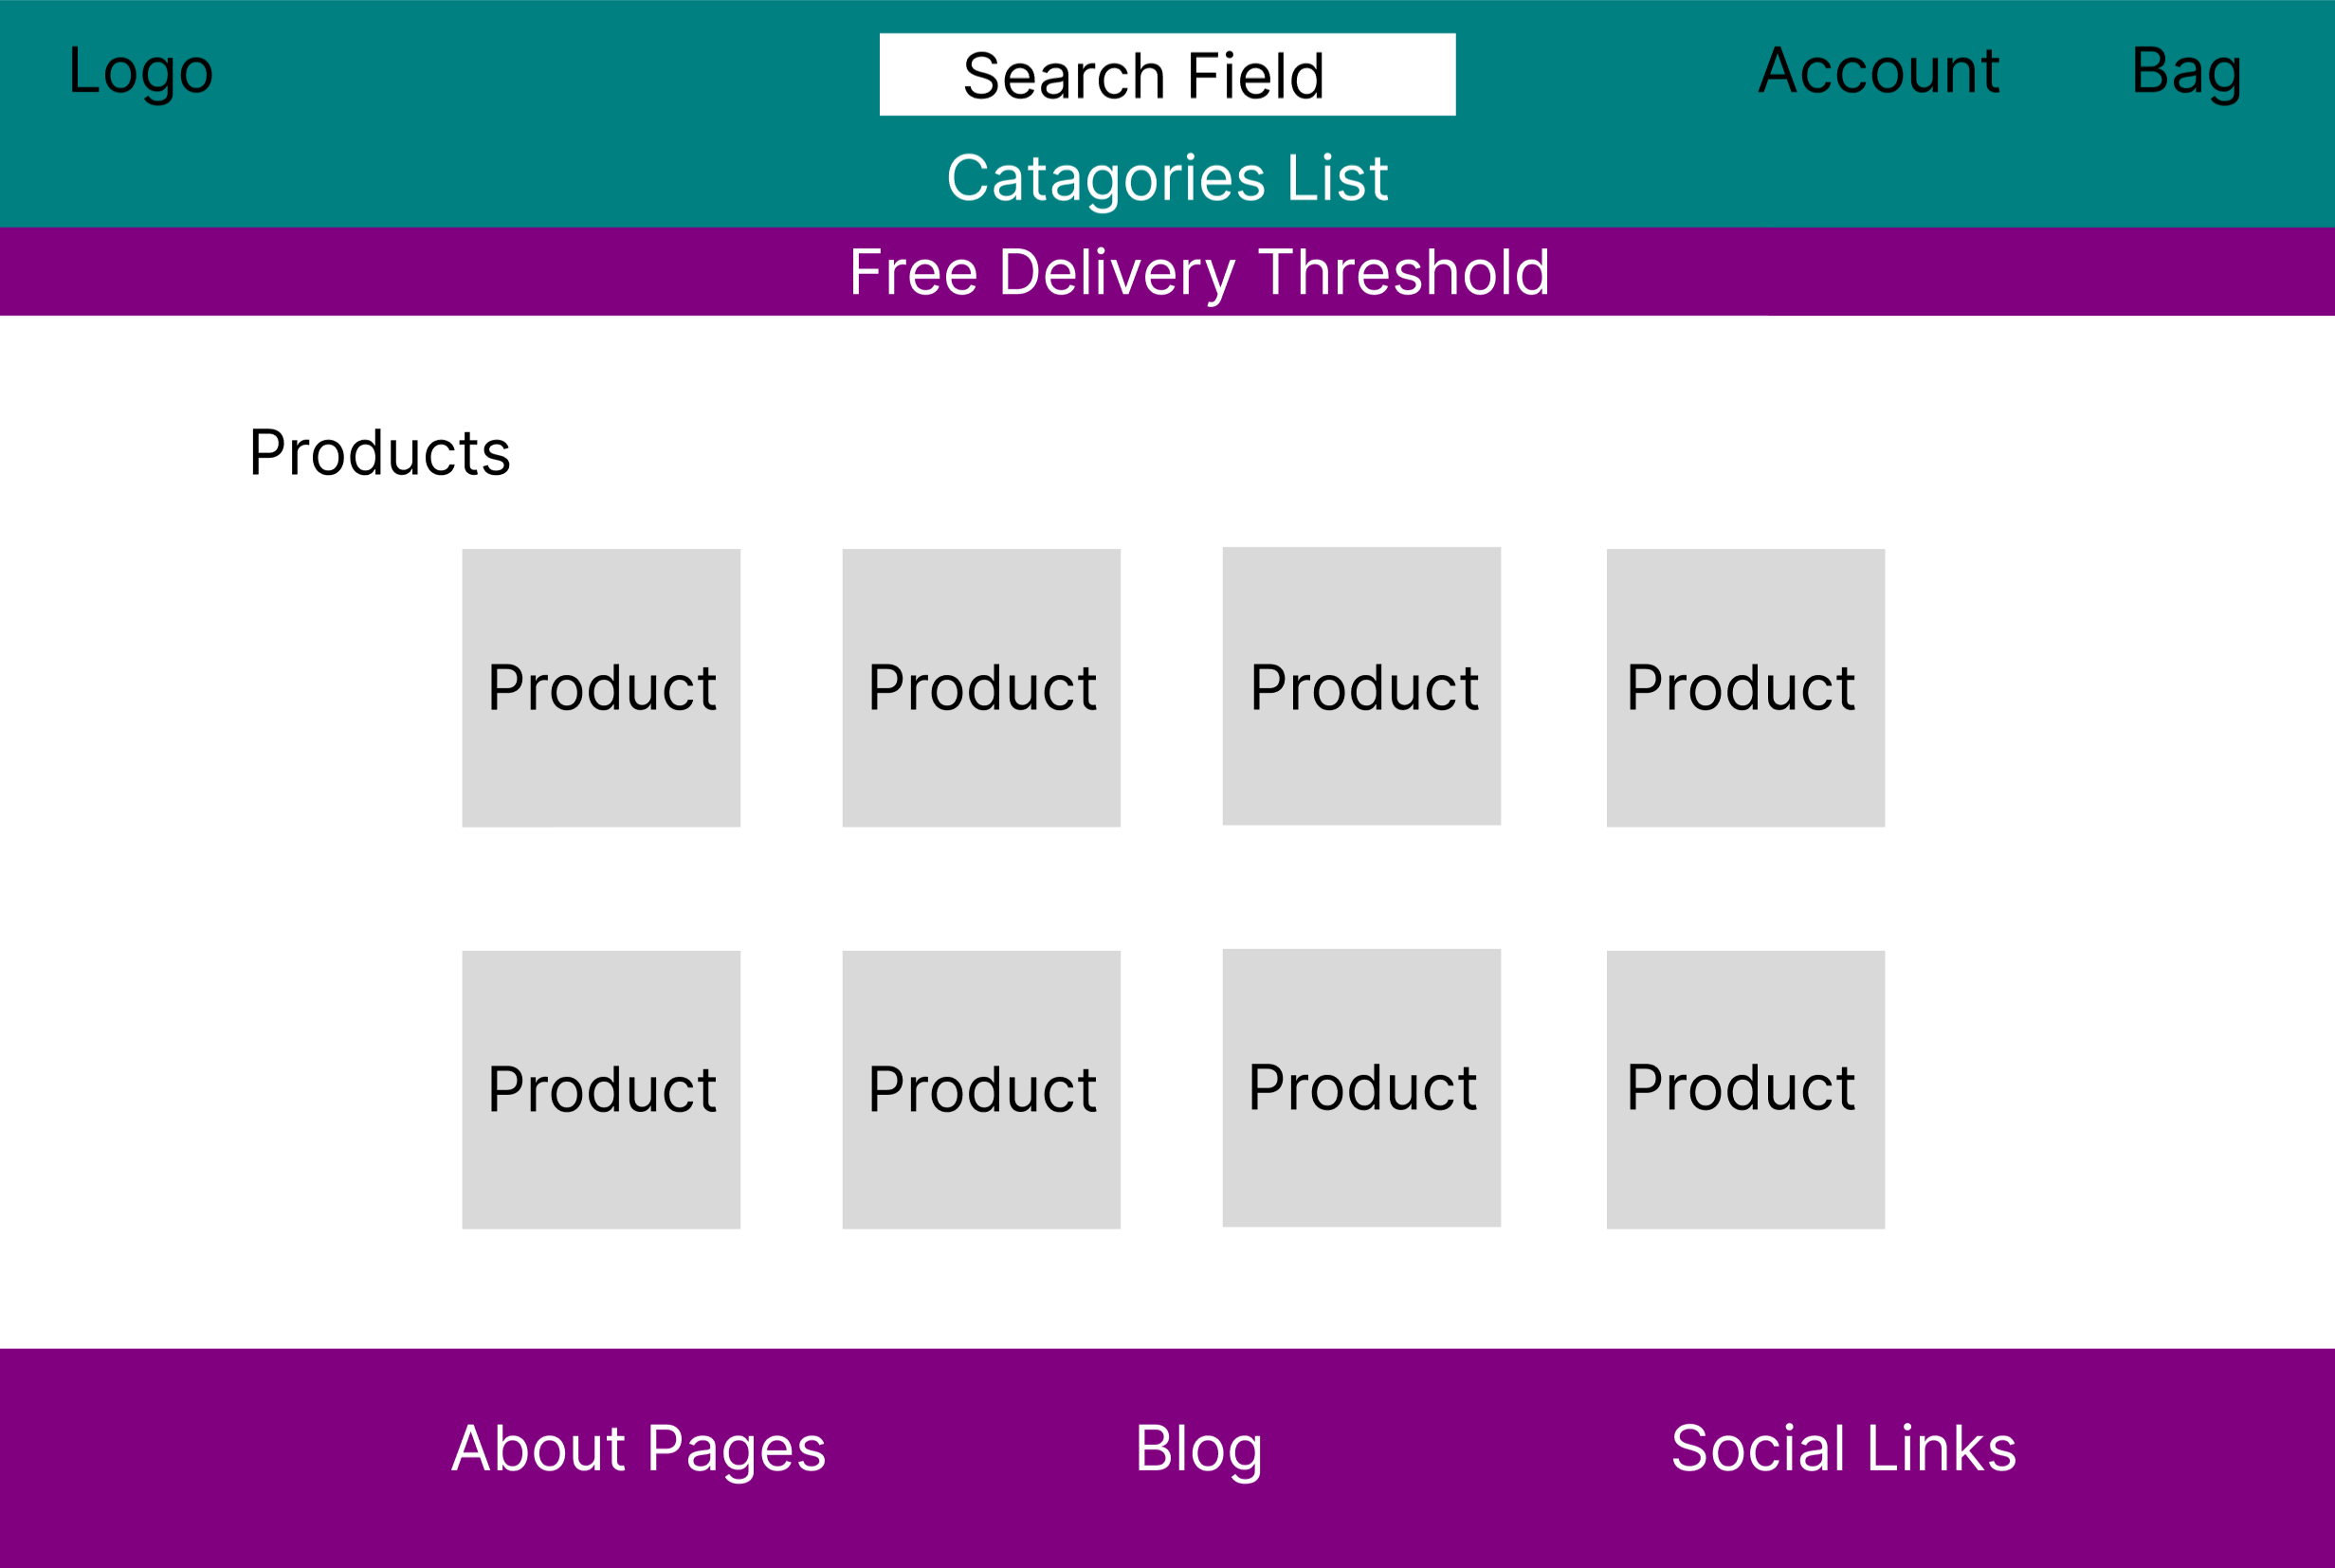 Logo
Search Field
Account
Bag
Catagories List
Free Delivery Threshold
Products
Product
Product
Product
Product
Product
Product
Product
Product
About Pages
Blog
Social Links